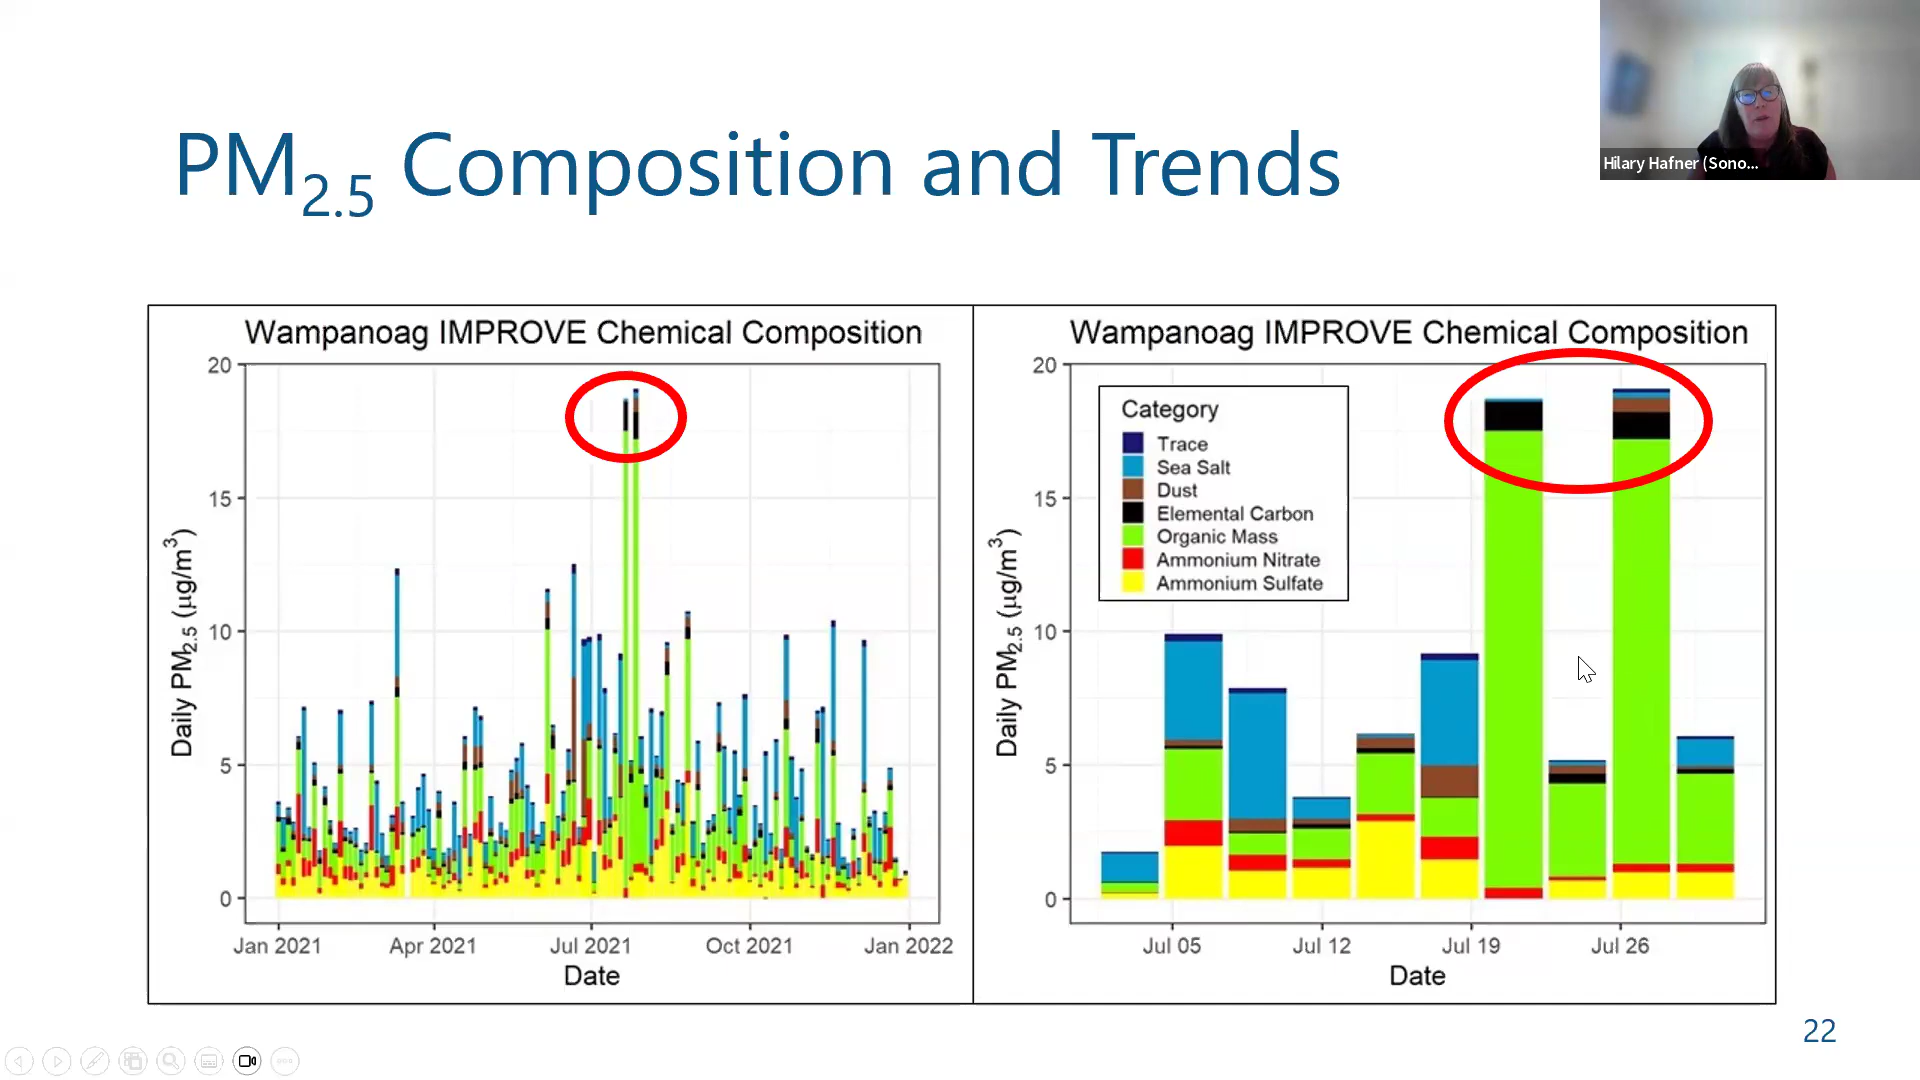 Hilary Hafner (Sono...
PM2.5 Composition and Trends
Wampanoag IMPROVE Chemical Composition
20
15
10
5
0
Daily PM2.5 (μg/m3)
Jan 2021
Apr 2021
Jul 2021
Oct 2021
Jan 2022
Date
Wampanoag IMPROVE Chemical Composition
20
15
10
5
0
Daily PM2.5 (μg/m3)
Category
Trace
Sea Salt
Dust
Elemental Carbon
Organic Mass
Ammonium Nitrate
Ammonium Sulfate
Jul 05
Jul 12
Jul 19
Jul 26
Date
22